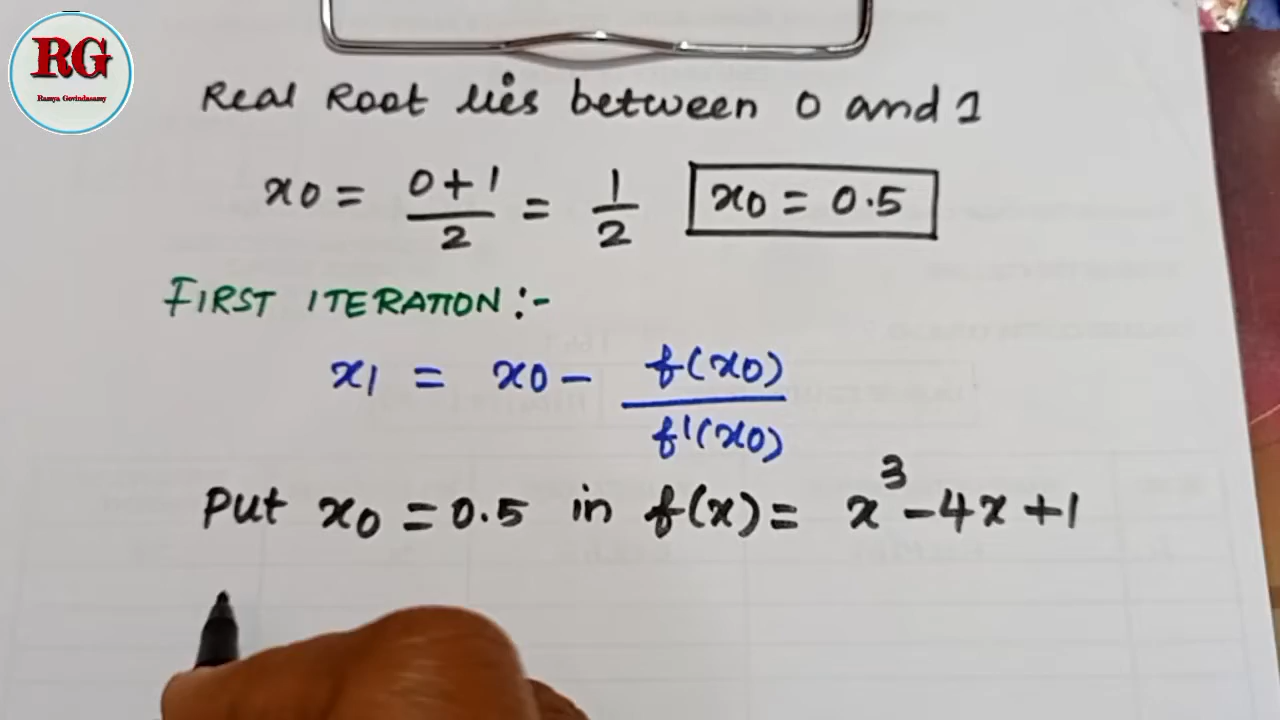 RG
Ramya Govindasamy
Real Root lies between 0 and 1
x0 = 0+1/2 = 1/2 x0 = 0.5
FIRST ITERATION :-
x1 = x0 - f(x0)/f'(x0)
Put x0 = 0.5 in f(x) = x³ - 4x + 1